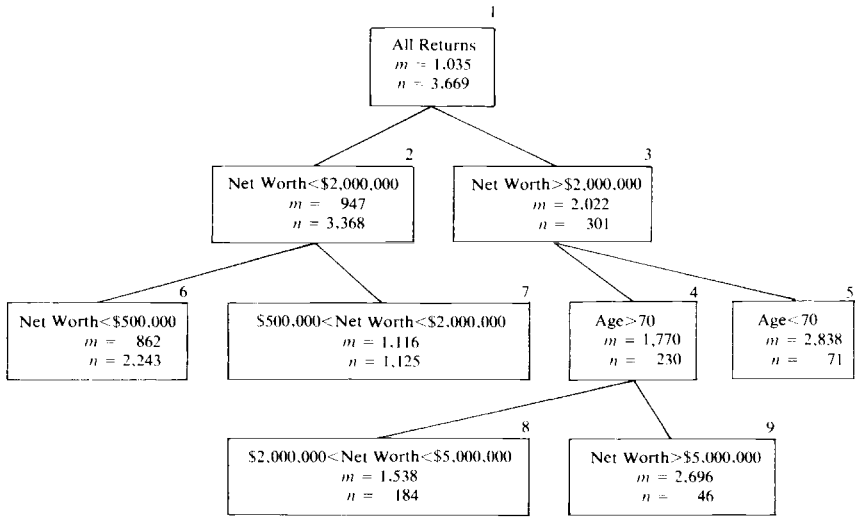 1
All Returns
m = 1.035
n = 3.669
2
Net Worth<$2,000,000
m = 947
n = 3,368
3
Net Worth>$2,000,000
m = 2,022
n = 301
6
Net Worth<$500,000
m = 862
n = 2,243
7
$500,000<Net Worth<$2,000,000
m = 1,116
n = 1,125
4
Age>70
m = 1,770
n = 230
5
Age<70
m = 2,838
n = 71
8
$2,000,000<Net Worth<$5,000,000
m = 1.538
n = 184
9
Net Worth>$5,000,000
m = 2,696
n = 46